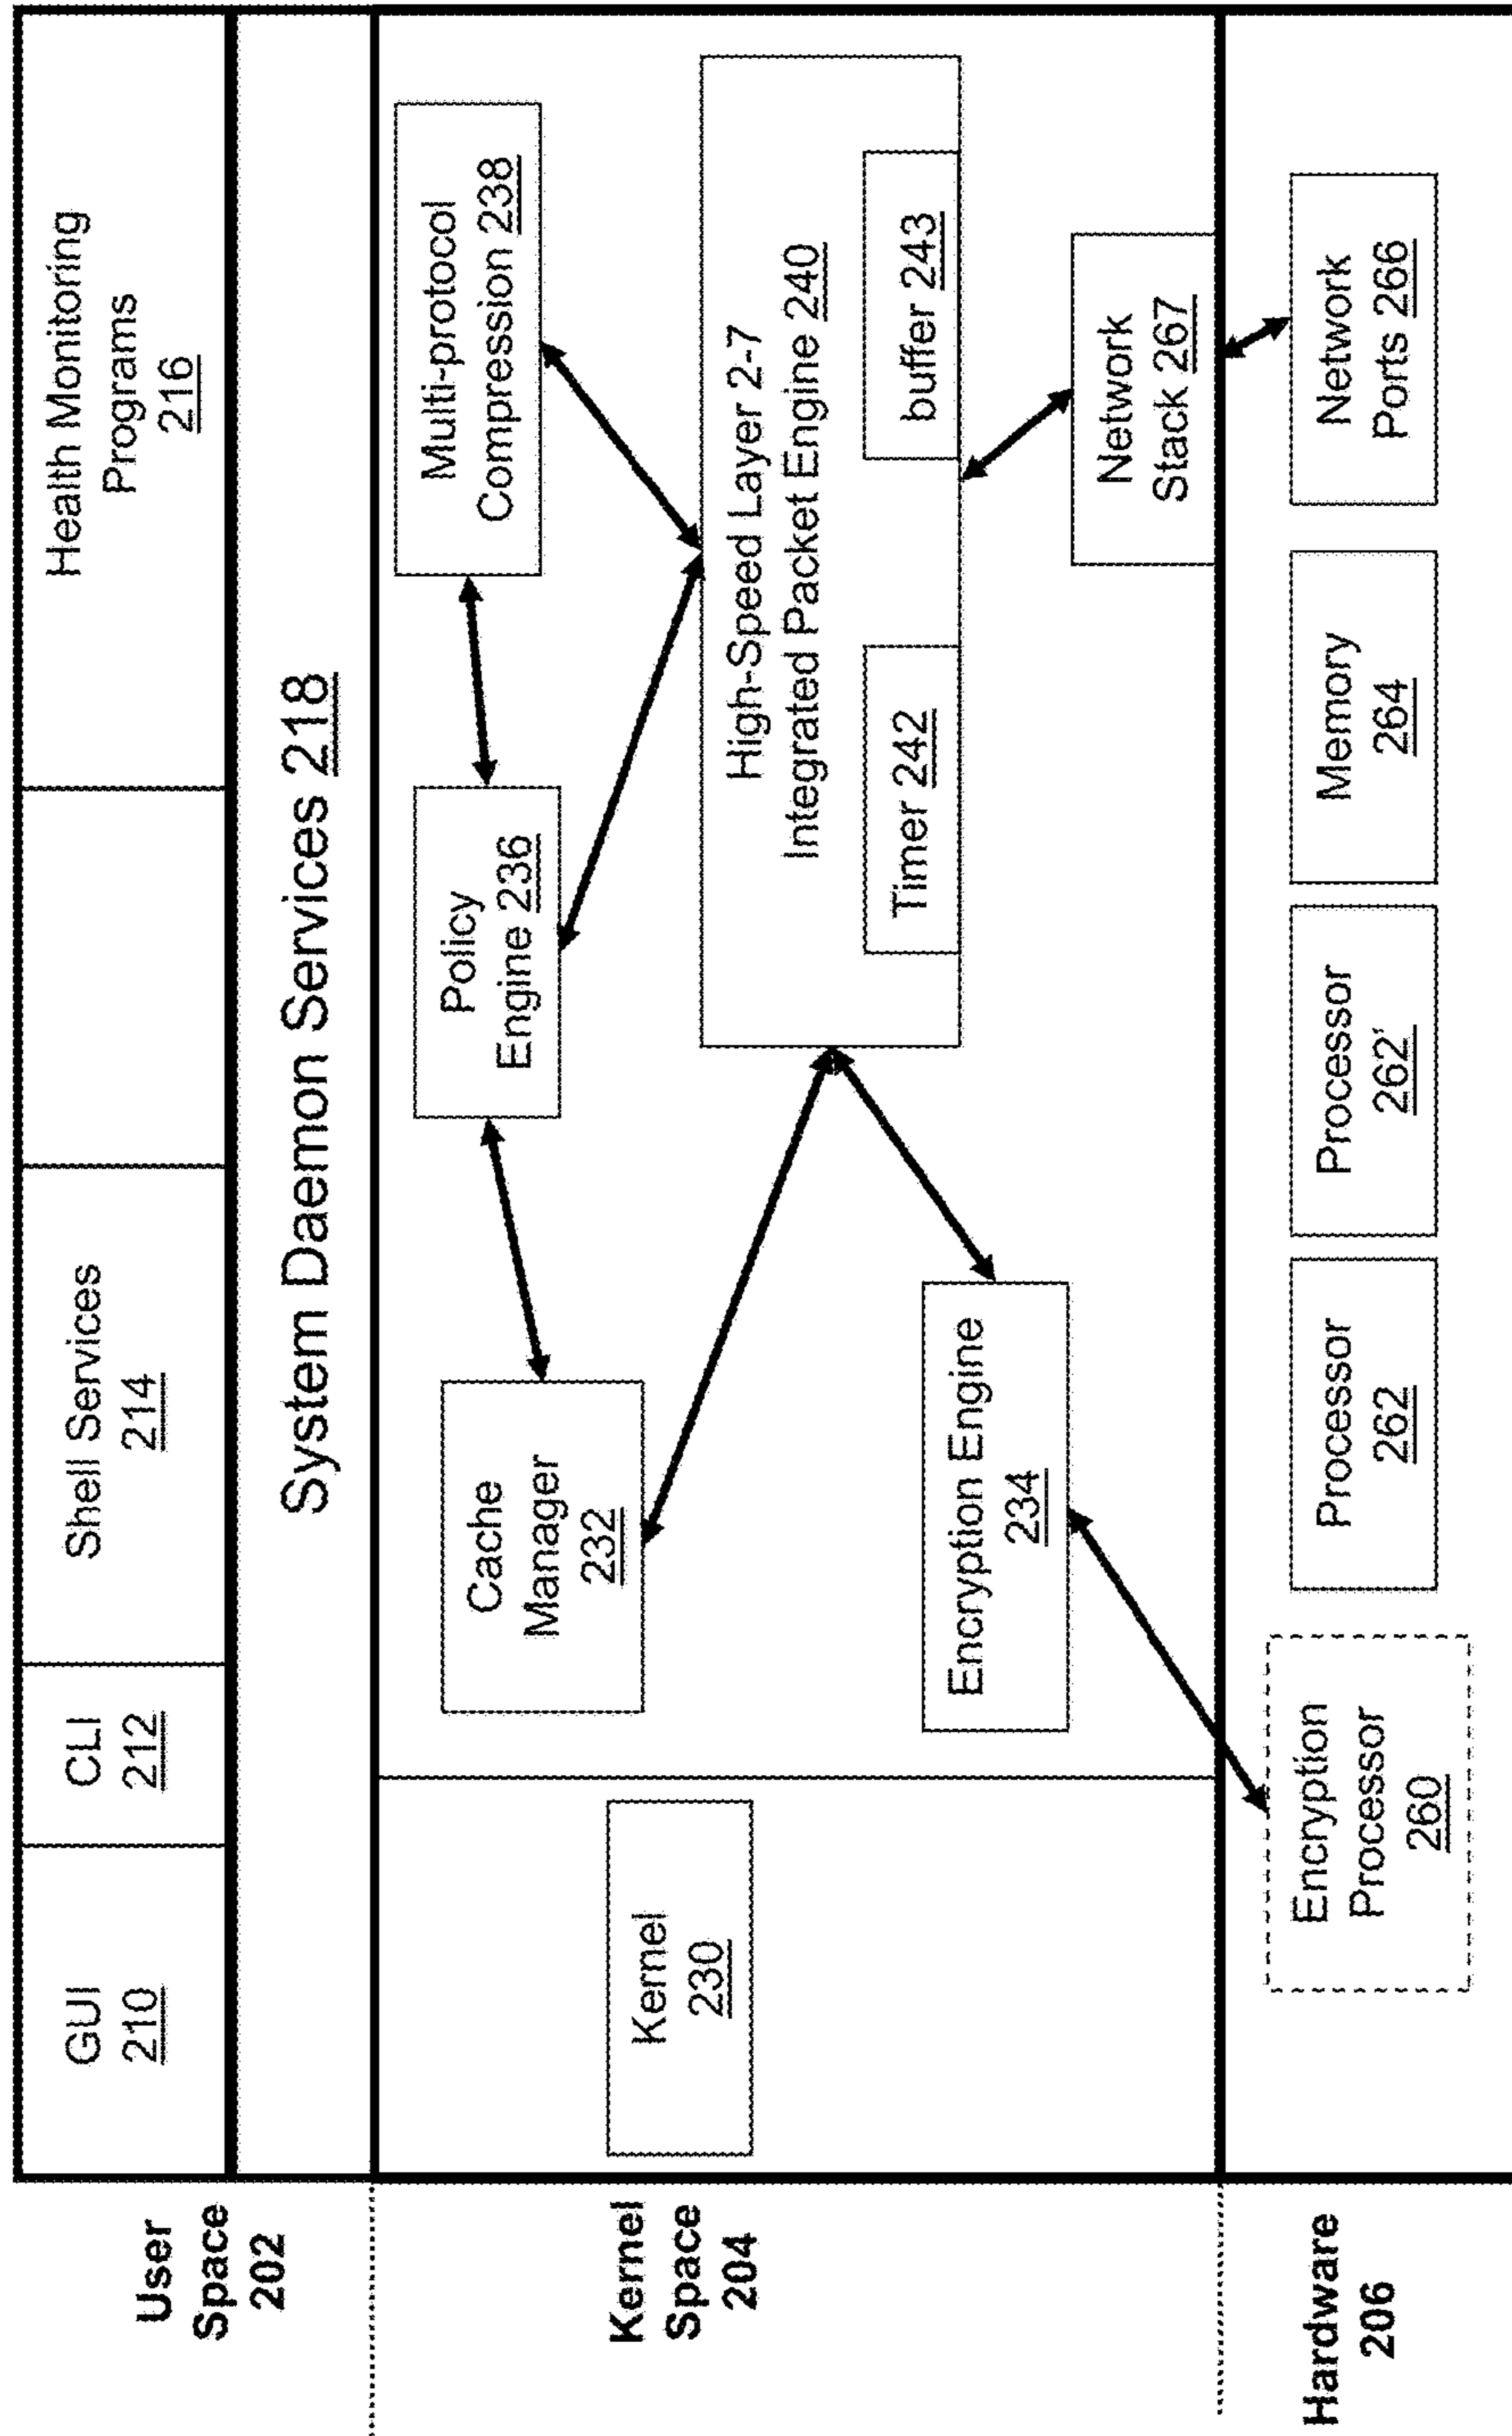 User
Space
202
GUI
210
CLI
212
Shell Services
214
Health Monitoring
Programs
216
System Daemon Services 218
Kernel
Space
204
Kernel
230
Cache
Manager
232
Policy
Engine 236
Multi-protocol
Compression 238
High-Speed Layer 2-7
Integrated Packet Engine 240
Timer 242
buffer 243
Encryption Engine
234
Network
Stack 267
Hardware
206
Encryption
Processor
260
Processor
262
Processor
262'
Memory
264
Network
Ports 266